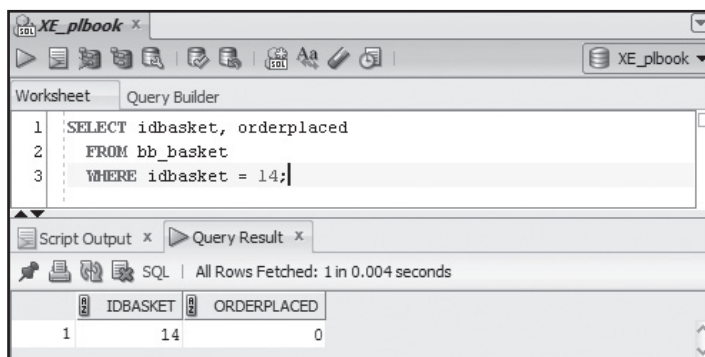 XE_plbook
XE_plbook
Worksheet Query Builder
1 SELECT idbasket, orderplaced
2 FROM bb_basket
3 WHERE idbasket = 14;
Script Output x Query Result x
SQL | All Rows Fetched: 1 in 0.004 seconds
IDBASKET ORDERPLACED
1 14 0